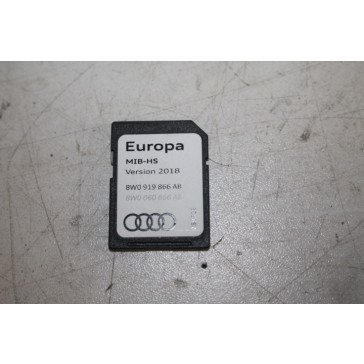 Europa
MIB-HS
Version 2018
8W0 919 866 AB
8W0 060 866 AB